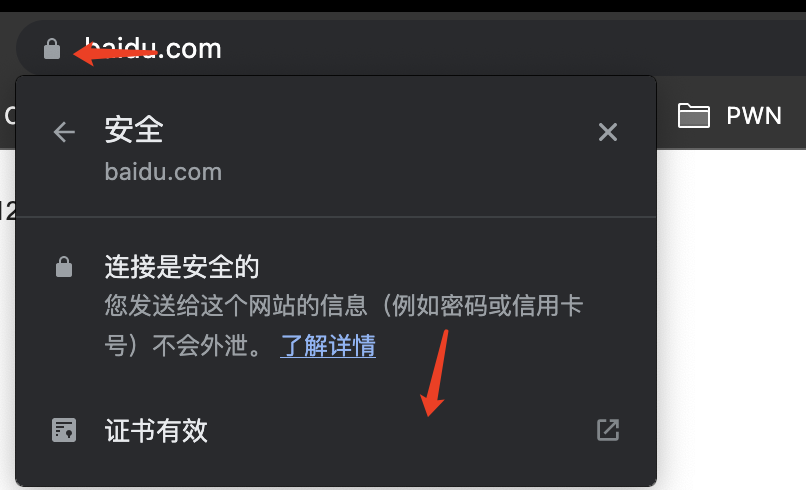 baidu.com
PWN
安全
baidu.com
12
连接是安全的
您发送给这个网站的信息（例如密码或信用卡
号）不会外泄。 了解详情
证书有效